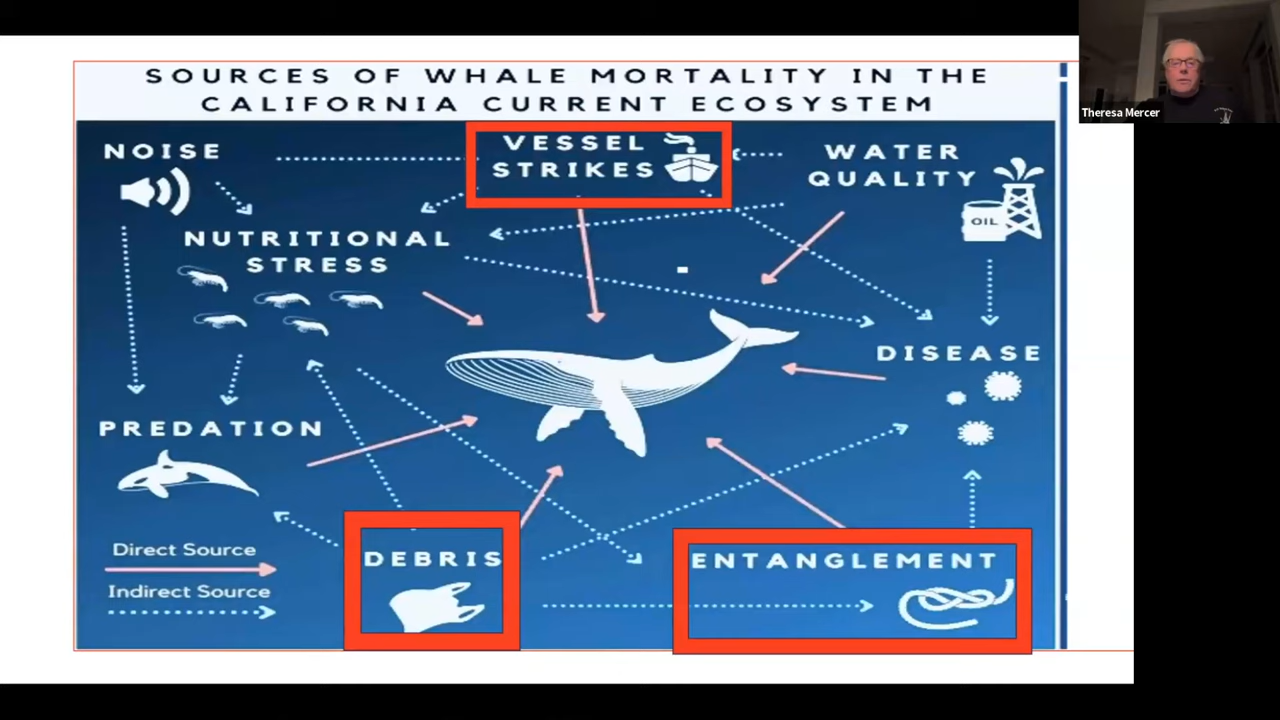 SOURCES OF WHALE MORTALITY IN THE
CALIFORNIA CURRENT ECOSYSTEM
Theresa Mercer
NOISE
VESSEL
STRIKES
WATER
QUALITY
OIL
NUTRITIONAL
STRESS
DISEASE
PREDATION
Direct Source
Indirect Source
DEBRIS
ENTANGLEMENT